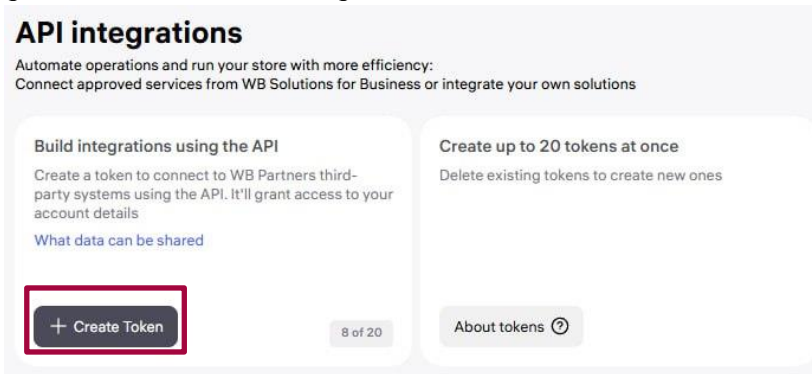 API integrations
Automate operations and run your store with more efficiency:
Connect approved services from WB Solutions for Business or integrate your own solutions
Build integrations using the API
Create a token to connect to WB Partners third-
party systems using the API. It'll grant access to your
account details
What data can be shared
+ Create Token
8 of 20
Create up to 20 tokens at once
Delete existing tokens to create new ones
About tokens ?